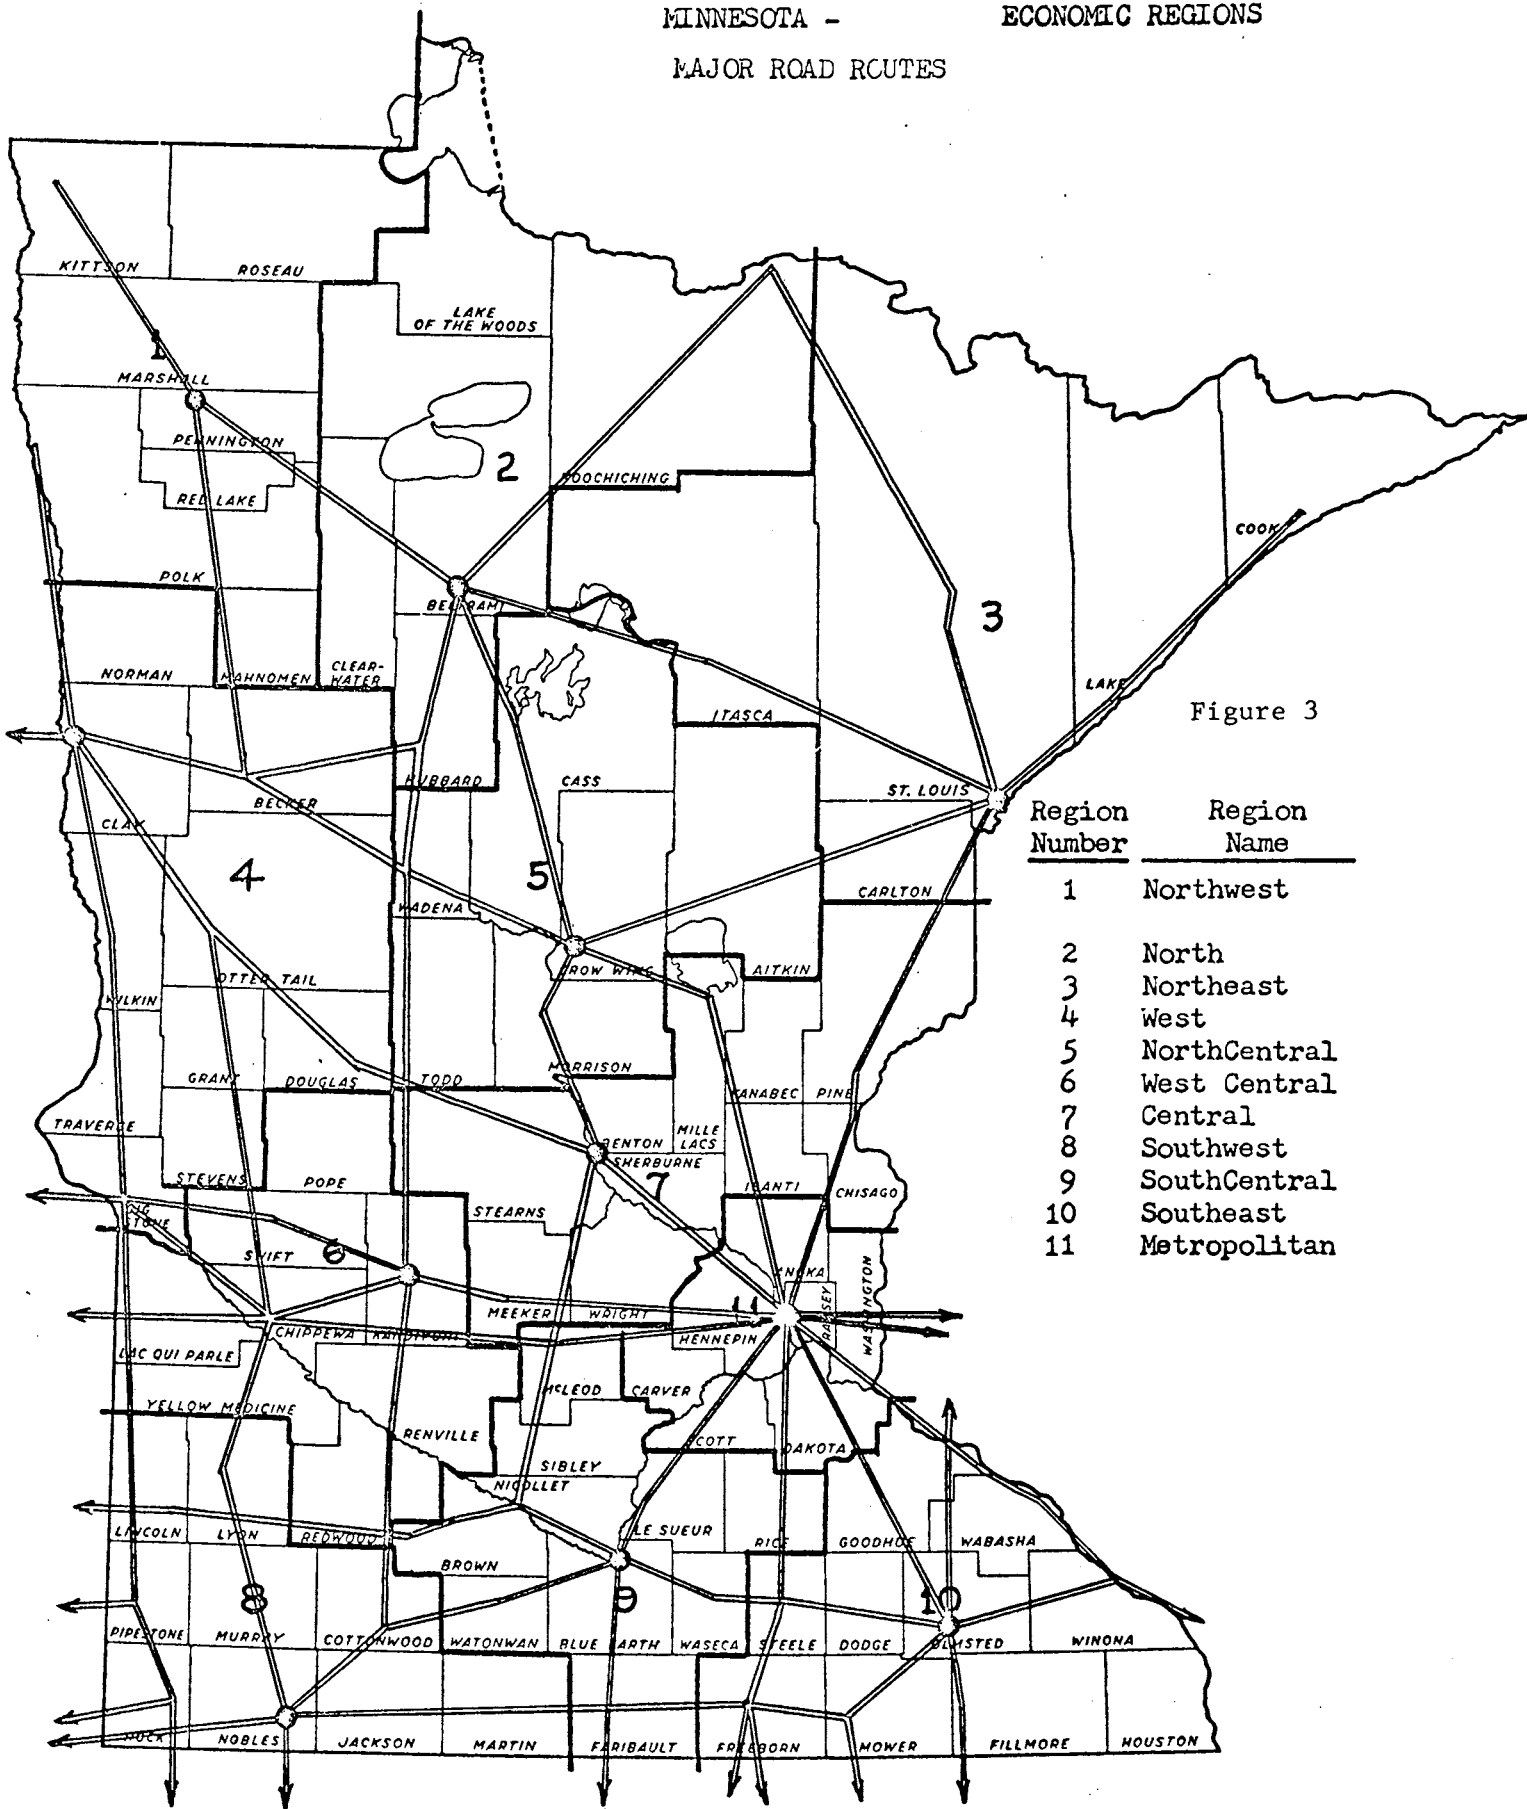 MINNESOTA - ECONOMIC REGIONS
MAJOR ROAD ROUTES
KITTSON
ROSEAU
LAKE
OF THE WOODS
1
MARSHALL
PENNINGTON
2
RED LAKE
KOOCHICHING
COOK
POLK
BELTRAMI
3
NORMAN
MAHNOMEN
CLEAR-
WATER
LAKE
ITASCA
Figure 3
HUBBARD
CASS
ST. LOUIS
BECKER
CLAY
Region Region
Number Name
4
5
CARLTON
1 Northwest
WADENA
2 North
CROW WING
AITKIN
OTTER TAIL
3 Northeast
WILKIN
4 West
5 NorthCentral
MORRISON
GRANT
DOUGLAS
TODD
6 West Central
KANABEC
PINE
7 Central
TRAVERSE
MILLE
LACS
BENTON
8 Southwest
SHERBURNE
STEVENS
POPE
7
ISANTI
CHISAGO
9 SouthCentral
BIG
STONE
STEARNS
10 Southeast
SWIFT
6
11 Metropolitan
ANOKA
WASHINGTON
RAMSEY
MEEKER
WRIGHT
11
CHIPPEWA
KANDIYOHI
HENNEPIN
LAC QUI PARLE
McLEOD
CARVER
YELLOW MEDICINE
RENVILLE
SCOTT
DAKOTA
SIBLEY
NICOLLET
LINCOLN
LYON
REDWOOD
LE SUEUR
RICE
GOODHUE
WABASHA
BROWN
8
9
10
PIPESTONE
MURRAY
COTTONWOOD
WATONWAN
BLUE EARTH
WASECA
STEELE
DODGE
OLMSTED
WINONA
ROCK
NOBLES
JACKSON
MARTIN
FARIBAULT
FREEBORN
MOWER
FILLMORE
HOUSTON